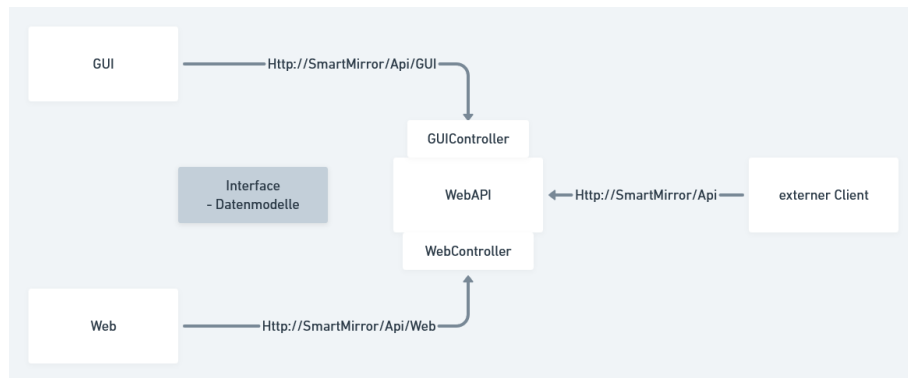 GUI
Http://SmartMirror/Api/GUI
GUIController
Interface
- Datenmodelle
WebAPI
Http://SmartMirror/Api
externer Client
WebController
Web
Http://SmartMirror/Api/Web